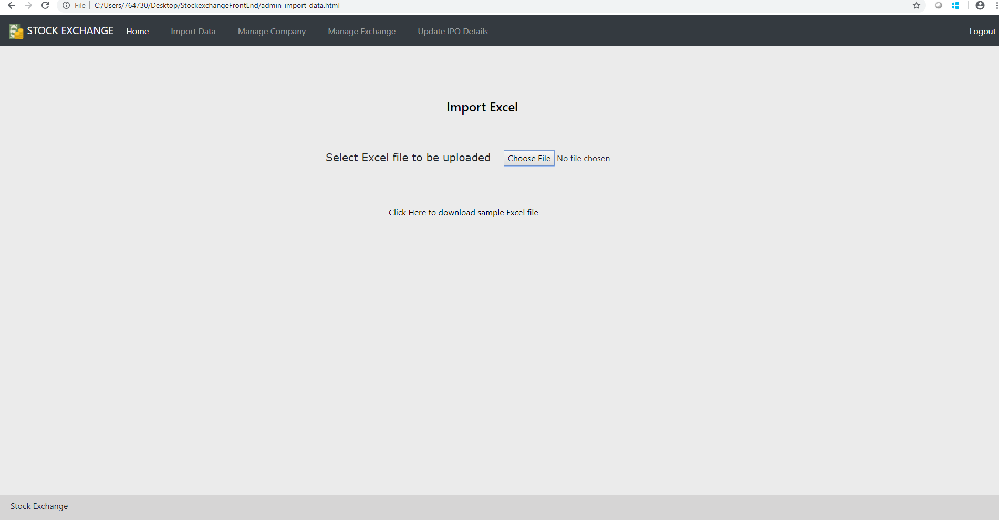 File C:/Users/764730/Desktop/StockexchangeFrontEnd/admin-import-data.html
STOCK EXCHANGE Home Import Data Manage Company Manage Exchange Update IPO Details Logout
Import Excel
Select Excel file to be uploaded Choose File No file chosen
Click Here to download sample Excel file
Stock Exchange